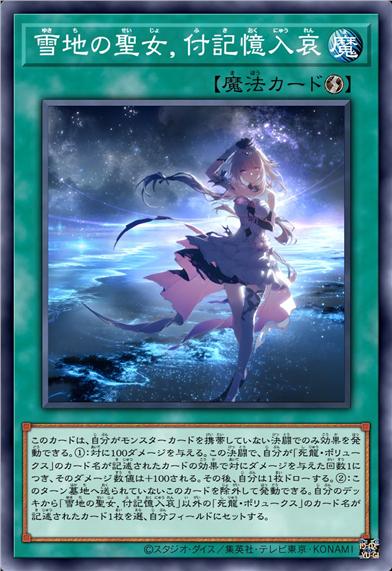 雪地の聖女,付記憶入哀
【魔法カード】
このカードは、自分がモンスターカードを携帯していない決闘でのみ効果を発
動できる。①:対に100ダメージを与える。この決闘で、自分が「死龍・ボリュー
クス」のカード名が記述されたカードの効果で対にダメージを与えた回数1に
つき、そのダメージ数値は+100される。その後、自分は1枚ドローする。②:こ
のターン墓地へ送られていないこのカードを除外して発動できる。自分のデッ
キから「雪地の聖女,付記憶入哀」以外の「死龍・ボリュークス」のカード名が
記述されたカード1枚を選、自分フィールドにセットする。
©スタジオ・ダイス/集英社・テレビ東京・KONAMI